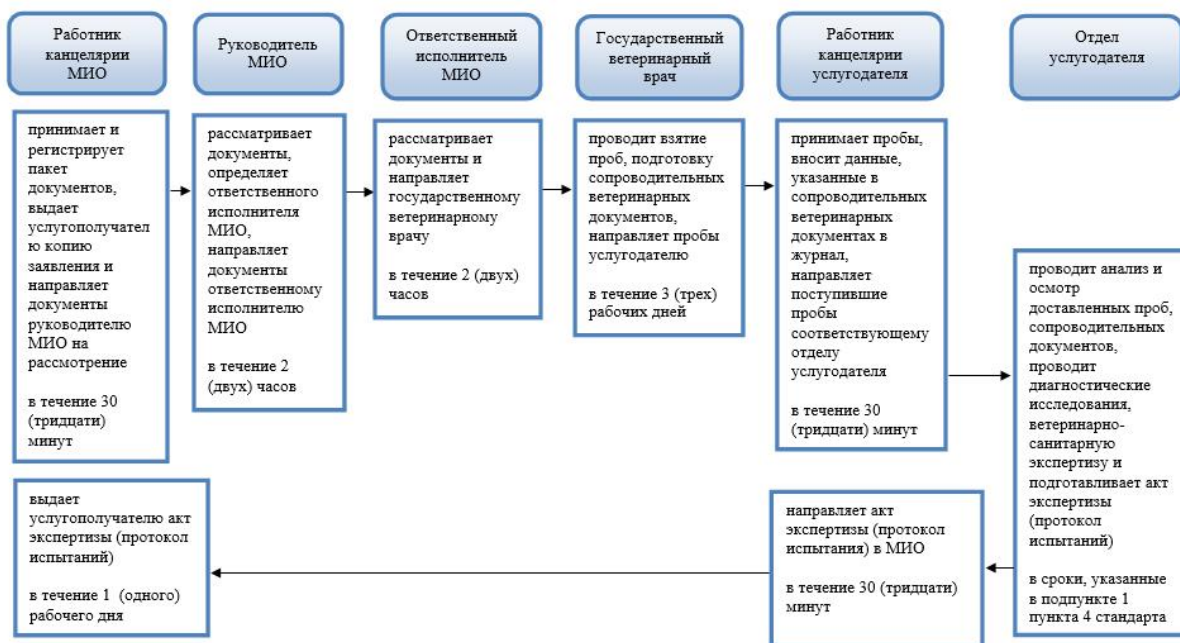 Работник
канцелярии
МИО
Руководитель
МИО
Ответственный
исполнитель
МИО
Государственный
ветеринарный
врач
Работник
канцелярии
услугодателя
Отдел
услугодателя
принимает и
регистрирует
пакет
документов,
выдает
услугополучател
ю копию
заявления и
направляет
документы
руководителю
МИО на
рассмотрение
в течение 30
(тридцати)
минут
рассматривает
документы,
определяет
ответственного
исполнителя
МИО,
направляет
документы
ответственному
исполнителю
МИО
в течение 2
(двух) часов
рассматривает
документы и
направляет
государственному
ветеринарному
врачу
в течение 2 (двух)
часов
проводит взятие
проб, подготовку
сопроводительных
ветеринарных
документов,
направляет пробы
услугодателю
в течение 3 (трех)
рабочих дней
принимает пробы,
вносит данные,
указанные в
сопроводительных
ветеринарных
документах в
журнал,
направляет
поступившие
пробы
соответствующему
отделу
услугодателя
в течение 30
(тридцати) минут
проводит анализ и
осмотр
доставленных проб,
сопроводительных
документов,
проводит
диагностические
исследования,
ветеринарно-
санитарную
экспертизу и
подготавливает акт
экспертизы
(протокол
испытаний)
в сроки, указанные
в подпункте 1
пункта 4 стандарта
направляет акт
экспертизы (протокол
испытания) в МИО
в течение 30 (тридцати)
минут
выдает
услугополучателю акт
экспертизы (протокол
испытаний)
в течение 1 (одного)
рабочего дня